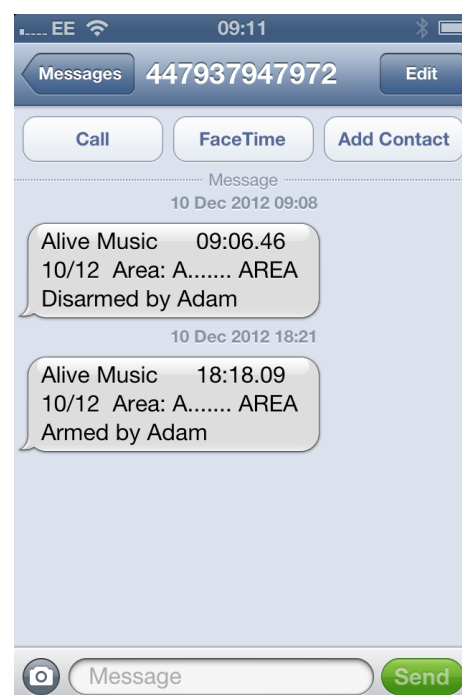 EE 09:11
Messages 447937947972 Edit
Call FaceTime Add Contact
Message
10 Dec 2012 09:08
Alive Music 09:06.46
10/12 Area: A....... AREA
Disarmed by Adam
10 Dec 2012 18:21
Alive Music 18:18.09
10/12 Area: A....... AREA
Armed by Adam
Message Send